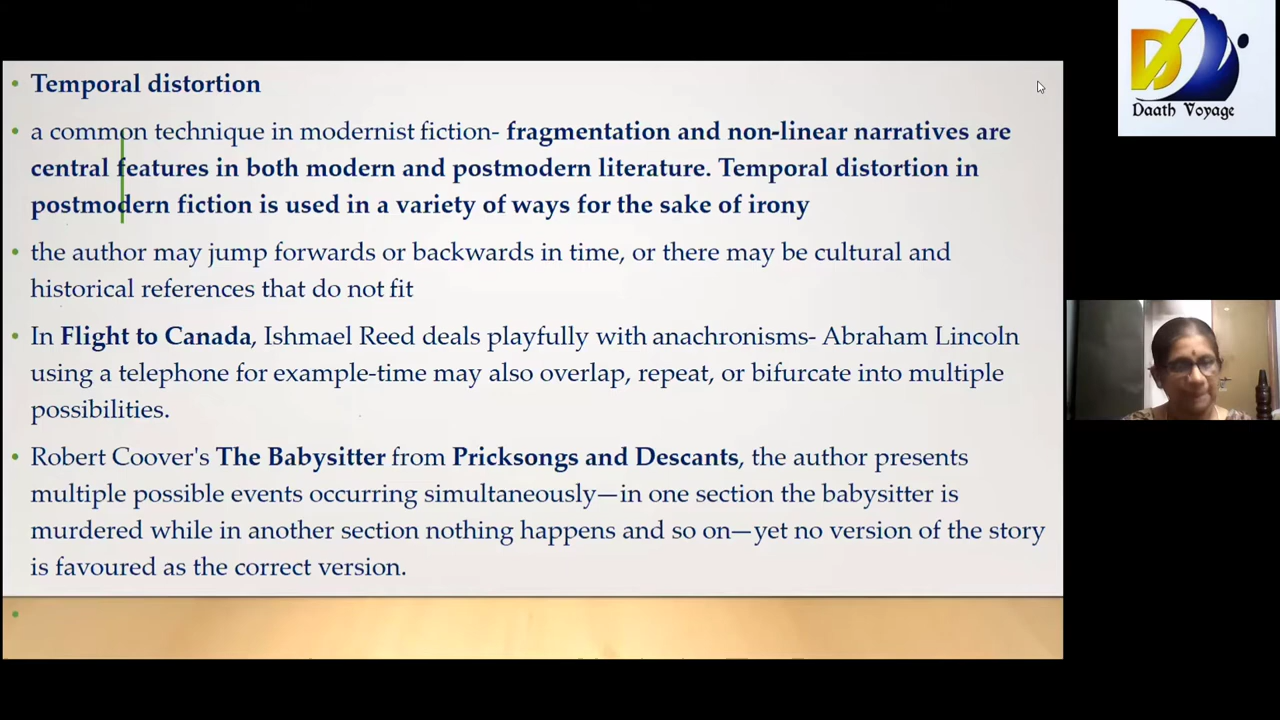 Temporal distortion
a common technique in modernist fiction- fragmentation and non-linear narratives are
central features in both modern and postmodern literature. Temporal distortion in
postmodern fiction is used in a variety of ways for the sake of irony
the author may jump forwards or backwards in time, or there may be cultural and
historical references that do not fit
In Flight to Canada, Ishmael Reed deals playfully with anachronisms- Abraham Lincoln
using a telephone for example-time may also overlap, repeat, or bifurcate into multiple
possibilities.
Robert Coover's The Babysitter from Pricksongs and Descants, the author presents
multiple possible events occurring simultaneously—in one section the babysitter is
murdered while in another section nothing happens and so on—yet no version of the story
is favoured as the correct version.
Daath Voyage